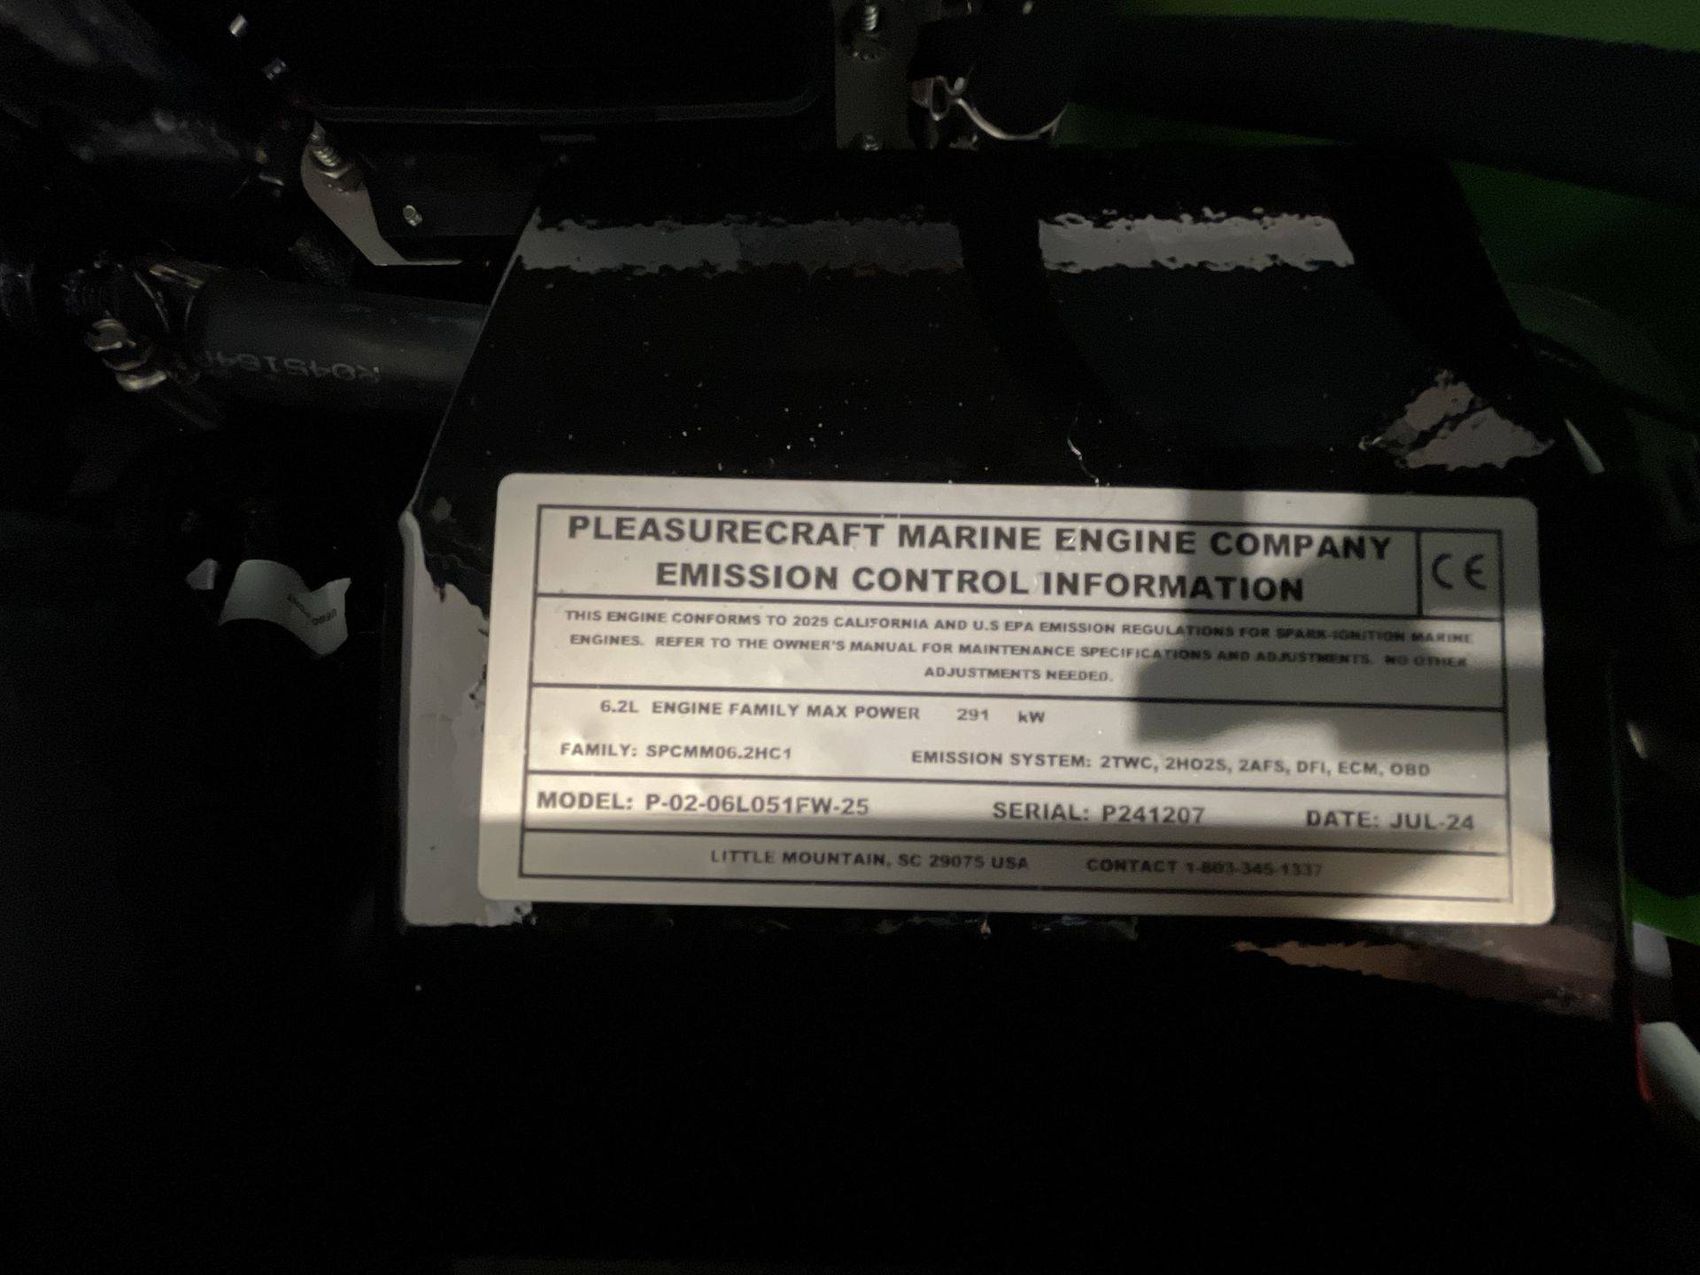 PLEASURECRAFT MARINE ENGINE COMPANY
EMISSION CONTROL INFORMATION
CE
THIS ENGINE CONFORMS TO 2025 CALIFORNIA AND U.S EPA EMISSION REGULATIONS FOR SPARK-IGNITION MARINE
ENGINES. REFER TO THE OWNER'S MANUAL FOR MAINTENANCE SPECIFICATIONS AND ADJUSTMENTS. NO OTHER
ADJUSTMENTS NEEDED.
6.2L ENGINE FAMILY MAX POWER 291 kW
FAMILY: SPCMM06.2HC1 EMISSION SYSTEM: 2TWC, 2HO2S, 2AFS, DFI, ECM, OBD
MODEL: P-02-06L051FW-25 SERIAL: P241207 DATE: JUL-24
LITTLE MOUNTAIN, SC 29075 USA CONTACT 1-803-345-1337